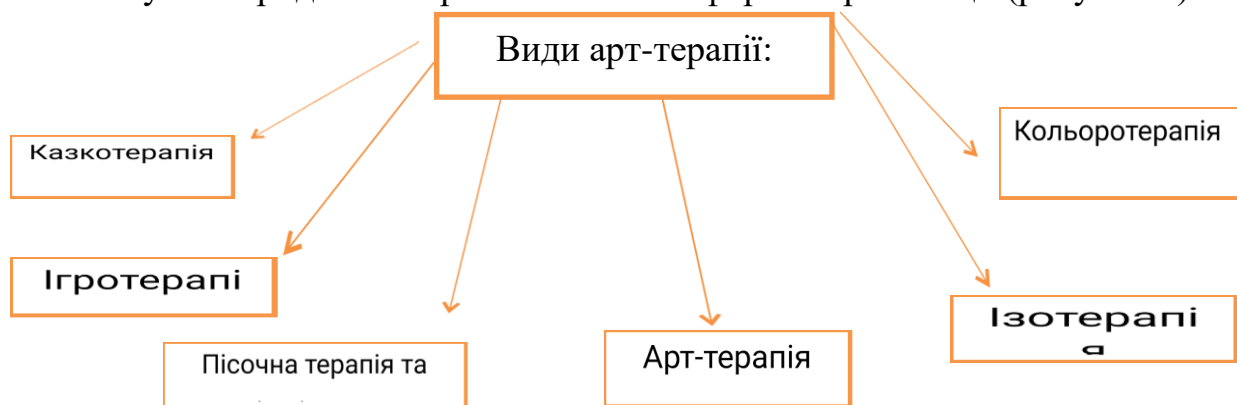 Види арт-терапії:
Казкотерапія
Кольоротерапія
Ігротерапі
Ізотерапі
я
Пісочна терапія та
Арт-терапія